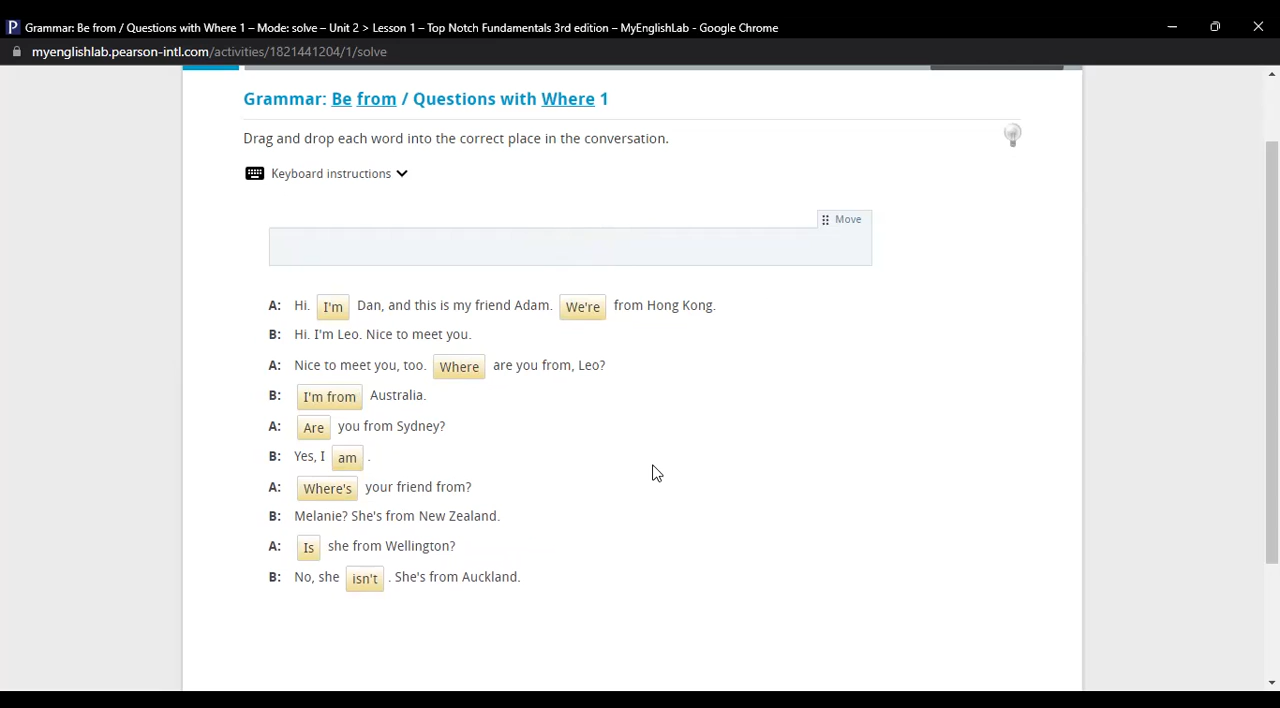 Grammar: Be from / Questions with Where 1 – Mode: solve – Unit 2 > Lesson 1 – Top Notch Fundamentals 3rd edition – MyEnglishLab - Google Chrome
myenglishlab.pearson-intl.com/activities/1821441204/1/solve
Grammar: Be from / Questions with Where 1
Drag and drop each word into the correct place in the conversation.
Keyboard instructions
Move
A: Hi. I'm Dan, and this is my friend Adam. We're from Hong Kong.
B: Hi. I'm Leo. Nice to meet you.
A: Nice to meet you, too. Where are you from, Leo?
B: I'm from Australia.
A: Are you from Sydney?
B: Yes, I am .
A: Where's your friend from?
B: Melanie? She's from New Zealand.
A: Is she from Wellington?
B: No, she isn't . She's from Auckland.